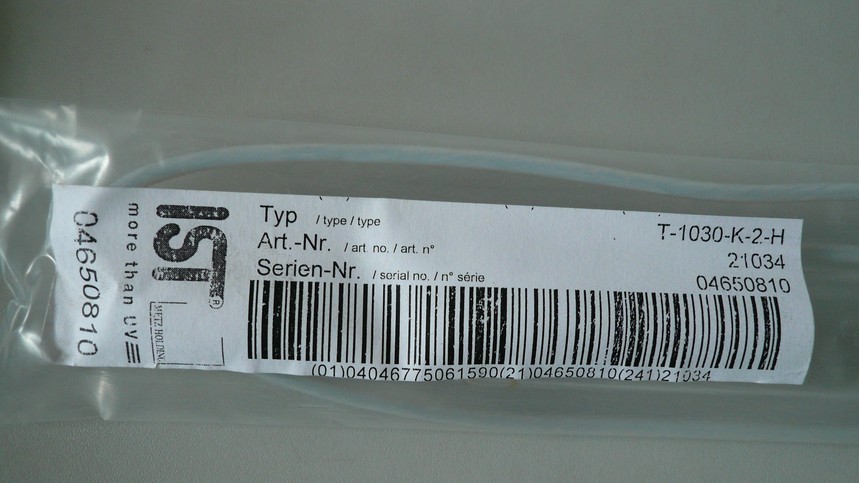 04650810
more than UV
IST®
METZ HOLDING
Typ / type / type T-1030-K-2-H
Art.-Nr. / art. no. / art. n° 21034
Serien-Nr. / serial no. / n° série 04650810
(01)04046775061590(21)04650810(241)21034